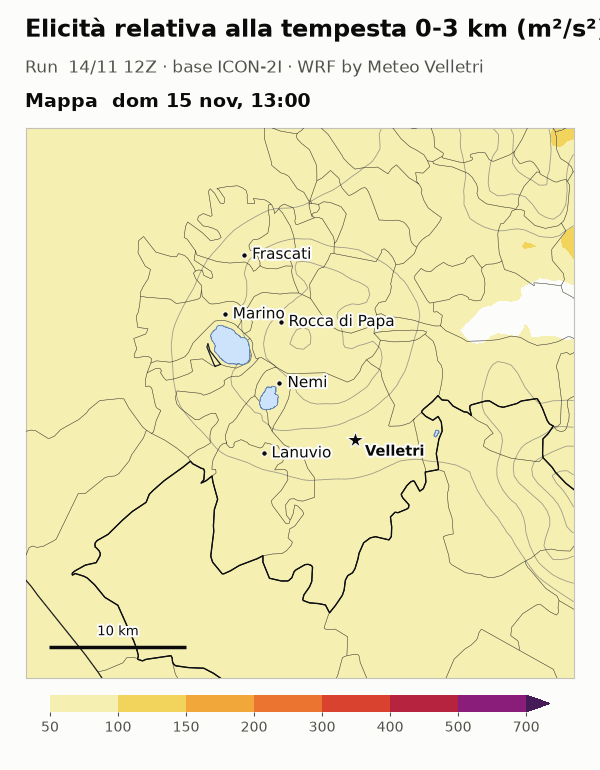 Elicità relativa alla tempesta 0-3 km (m²/s²)
Run 14/11 12Z · base ICON-2I · WRF by Meteo Velletri
Mappa dom 15 nov, 13:00
Frascati
Marino
Rocca di Papa
Nemi
Velletri
Lanuvio
10 km
50 100 150 200 300 400 500 700